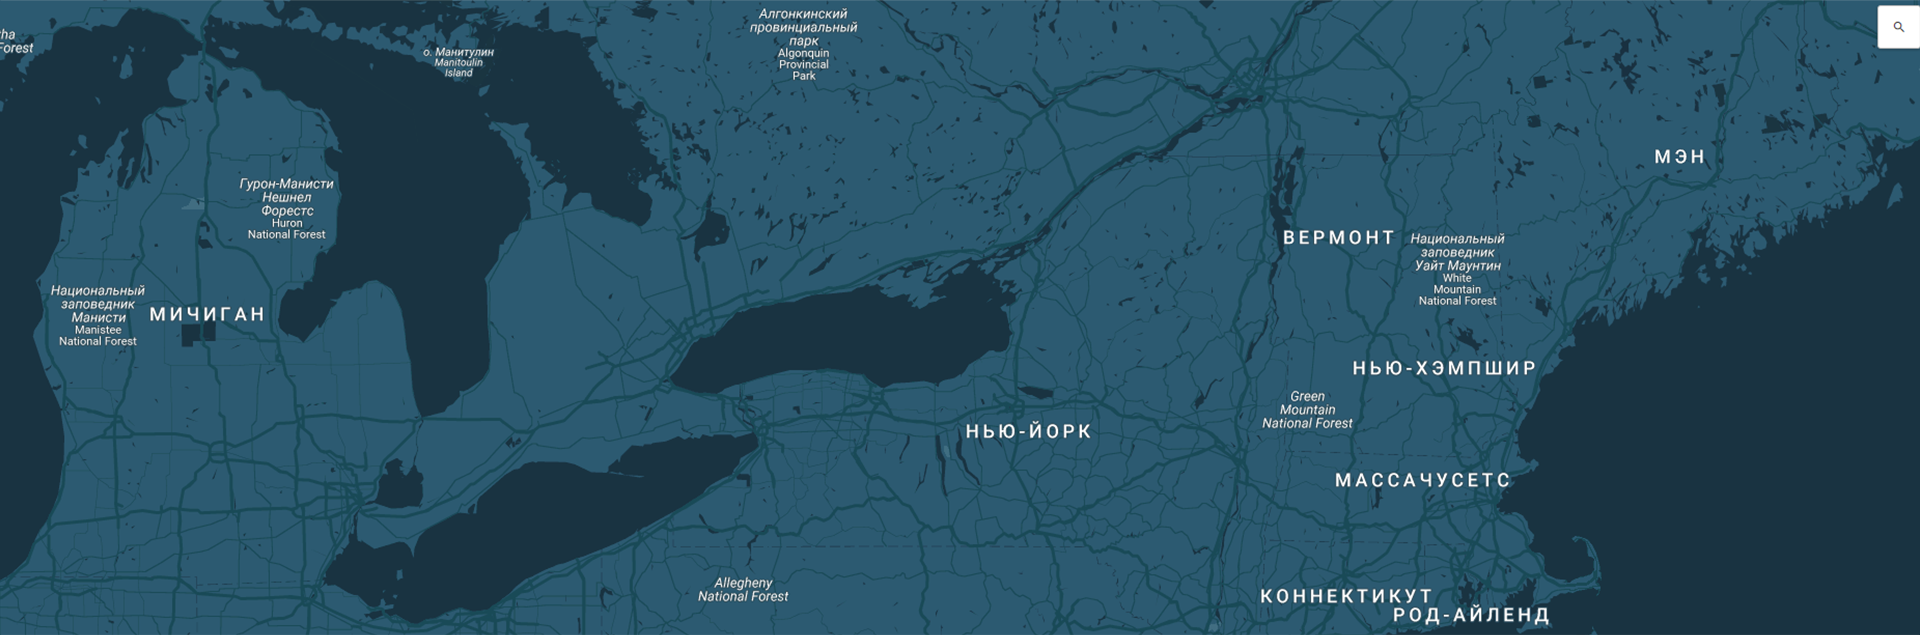 Алгонкинский
провинциальный
парк
Algonquin
Provincial
Park
Forest
о. Манитулин
Manitoulin
Island
МЭН
Гурон-Манисти
Нешнел
Форестс
Huron
National Forest
ВЕРМОНТ
Национальный
заповедник
Уайт Маунтин
White
Mountain
National Forest
Национальный
заповедник
Манисти
Manistee
National Forest
МИЧИГАН
НЬЮ-ХЭМПШИР
Green
Mountain
National Forest
НЬЮ-ЙОРК
МАССАЧУСЕТС
Allegheny
National Forest
КОННЕКТИКУТ
РОД-АЙЛЕНД